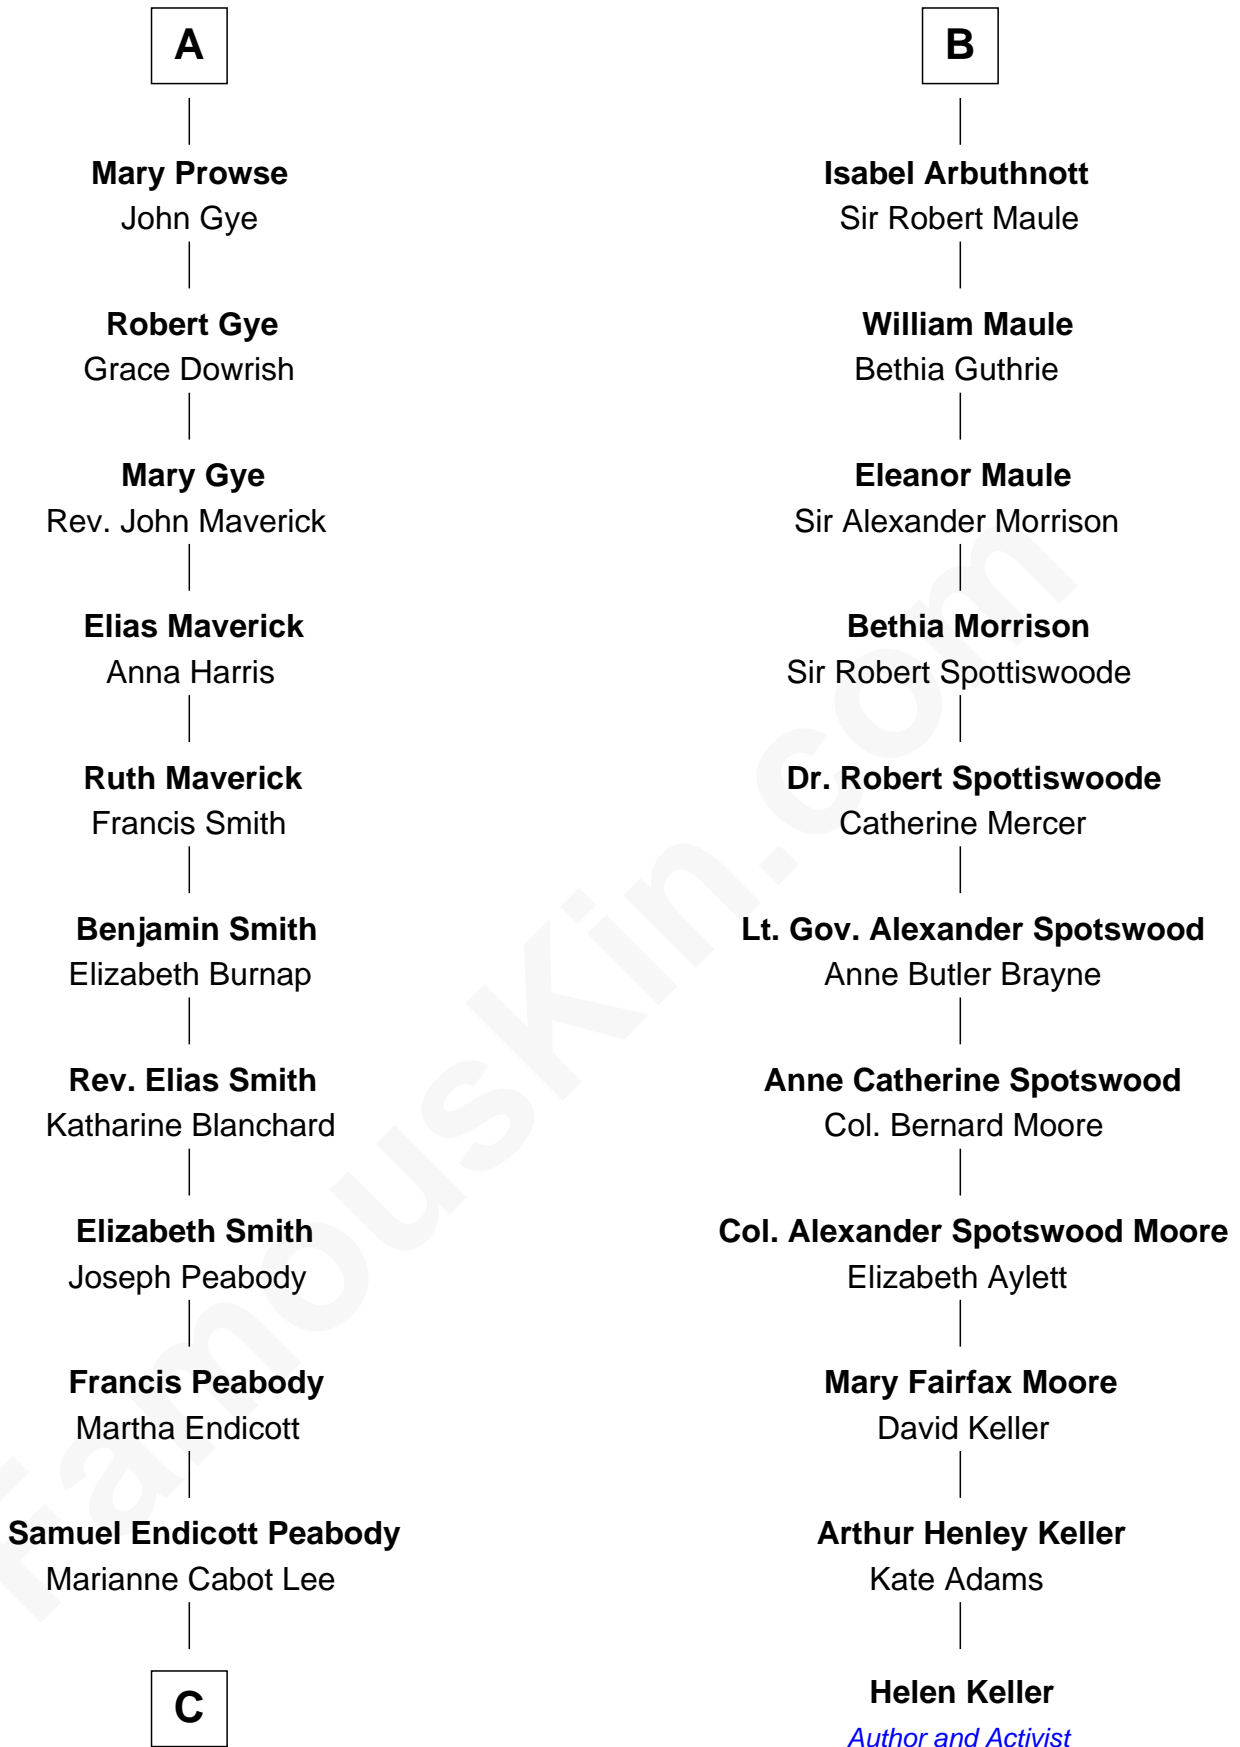 A
Mary Prowse
John Gye
Robert Gye
Grace Dowrish
Mary Gye
Rev. John Maverick
Elias Maverick
Anna Harris
Ruth Maverick
Francis Smith
Benjamin Smith
Elizabeth Burnap
Rev. Elias Smith
Katharine Blanchard
Elizabeth Smith
Joseph Peabody
Francis Peabody
Martha Endicott
Samuel Endicott Peabody
Marianne Cabot Lee
C
B
Isabel Arbuthnott
Sir Robert Maule
William Maule
Bethia Guthrie
Eleanor Maule
Sir Alexander Morrison
Bethia Morrison
Sir Robert Spottiswoode
Dr. Robert Spottiswoode
Catherine Mercer
Lt. Gov. Alexander Spotswood
Anne Butler Brayne
Anne Catherine Spotswood
Col. Bernard Moore
Col. Alexander Spotswood Moore
Elizabeth Aylett
Mary Fairfax Moore
David Keller
Arthur Henley Keller
Kate Adams
Helen Keller
Author and Activist
famouskin.com